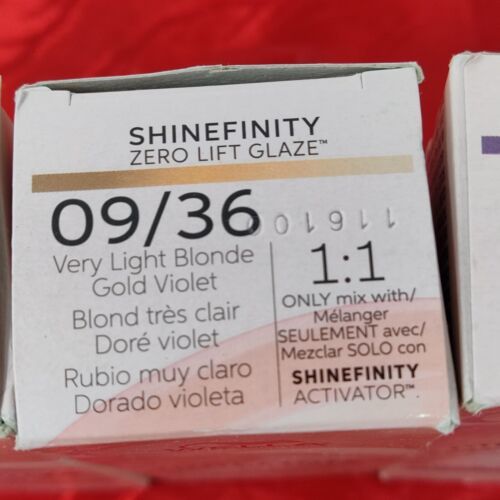 SHINEFINITY
ZERO LIFT GLAZE™
09/36
Very Light Blonde
Gold Violet
Blond très clair
Doré violet
Rubio muy claro
Dorado violeta
1:1
ONLY mix with/
Mélanger
SEULEMENT avec/
Mezclar SOLO con
SHINEFINITY
ACTIVATOR™